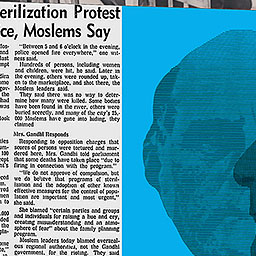 erilization Protest
ce, Moslems Say
"Between 5 and 6 o'clock in the evening,
police opened fire everywhere," one wit-
ness said.
Hundreds of persons, including women
and children, were hit, he said. Later in
the evening, others were rounded up, tak-
en to the marketplace, and shot there, the
Moslem leaders said.
They said there was no way to deter-
mine how many were killed. Some bodies
have been found in the river, others were
buried secretly, and many of the city's
000 Moslems have gone into hiding, they
claimed
Mrs. Gandhi Responds
Responding to opposition charges that
scores of persons were tortured and mur-
dered here, Mrs. Gandhi told parliament
that some deaths have taken place "due to
firing in connection with the program."
"We do not approve of compulsion, but
we do believe that programs of steri-
lization and the adoption of other known
effective measures for the control of popu-
lation are important and most urgent,"
she said.
She blamed "certain parties and groups
and individuals for raising a hue and cry,
creating misunderstanding and an atmo-
sphere of fear" about the family planning
program.
Moslem leaders today blamed overzeal-
ous regional authorities, not the Gandhi
government, for the rising. They said